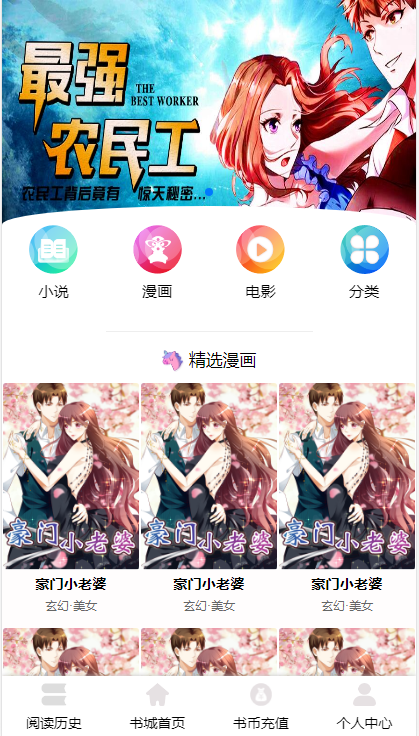 最强
THE
BEST WORKER
农民工
农民工背后竟有 惊天秘密...
小说 漫画 电影 分类
精选漫画
豪门小老婆 豪门小老婆 豪门小老婆
豪门小老婆 豪门小老婆 豪门小老婆
玄幻·美女 玄幻·美女 玄幻·美女
阅读历史 书城首页 书币充值 个人中心